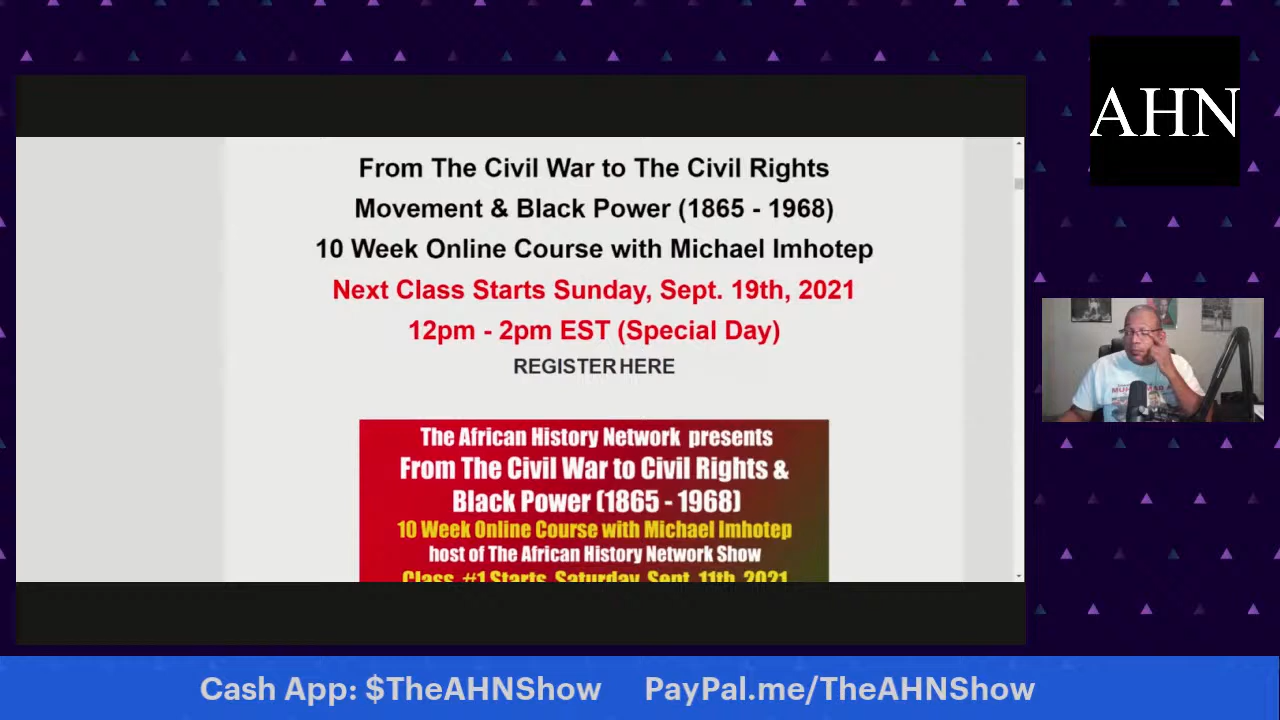 AHN
From The Civil War to The Civil Rights
Movement & Black Power (1865 - 1968)
10 Week Online Course with Michael Imhotep
Next Class Starts Sunday, Sept. 19th, 2021
12pm - 2pm EST (Special Day)
REGISTER HERE
The African History Network presents
From The Civil War to Civil Rights &
Black Power (1865 - 1968)
10 Week Online Course with Michael Imhotep
host of The African History Network Show
Class #1 Starts Saturday, Sept. 11th, 2021
Cash App: $TheAHNShow PayPal.me/TheAHNShow